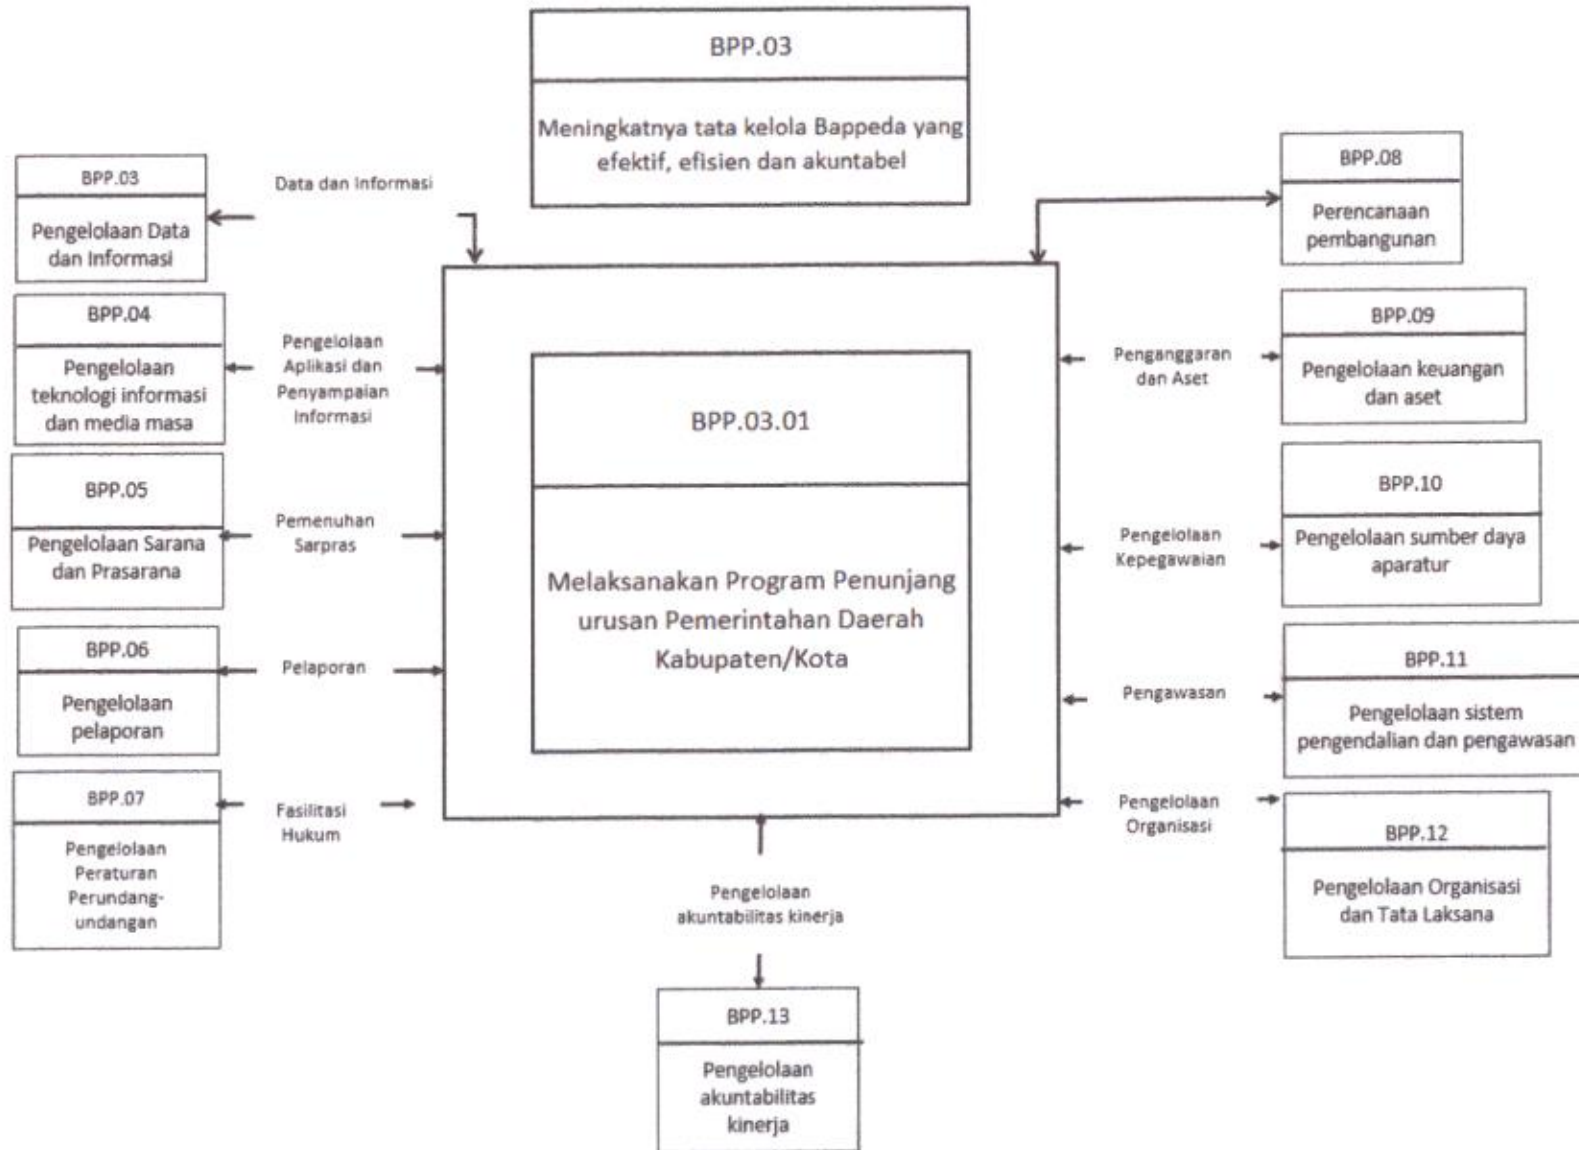 BPP.03
Meningkatnya tata kelola Bappeda yang
efektif, efisien dan akuntabel
BPP.03
Pengelolaan Data
dan Informasi
Data dan Informasi
BPP.04
Pengelolaan
teknologi informasi
dan media masa
Pengelolaan
Aplikasi dan
Penyampaian
Informasi
BPP.05
Pengelolaan Sarana
dan Prasarana
Pemenuhan
Sarpras
BPP.06
Pengelolaan
pelaporan
Pelaporan
BPP.07
Pengelolaan
Peraturan
Perundang-
undangan
Fasilitasi
Hukum
BPP.03.01
Melaksanakan Program Penunjang
urusan Pemerintahan Daerah
Kabupaten/Kota
BPP.08
Perencanaan
pembangunan
Penganggaran
dan Aset
BPP.09
Pengelolaan keuangan
dan aset
Pengelolaan
Kepegawaian
BPP.10
Pengelolaan sumber daya
aparatur
Pengawasan
BPP.11
Pengelolaan sistem
pengendalian dan pengawasan
Pengelolaan
Organisasi
BPP.12
Pengelolaan Organisasi
dan Tata Laksana
Pengelolaan
akuntabilitas kinerja
BPP.13
Pengelolaan
akuntabilitas
kinerja